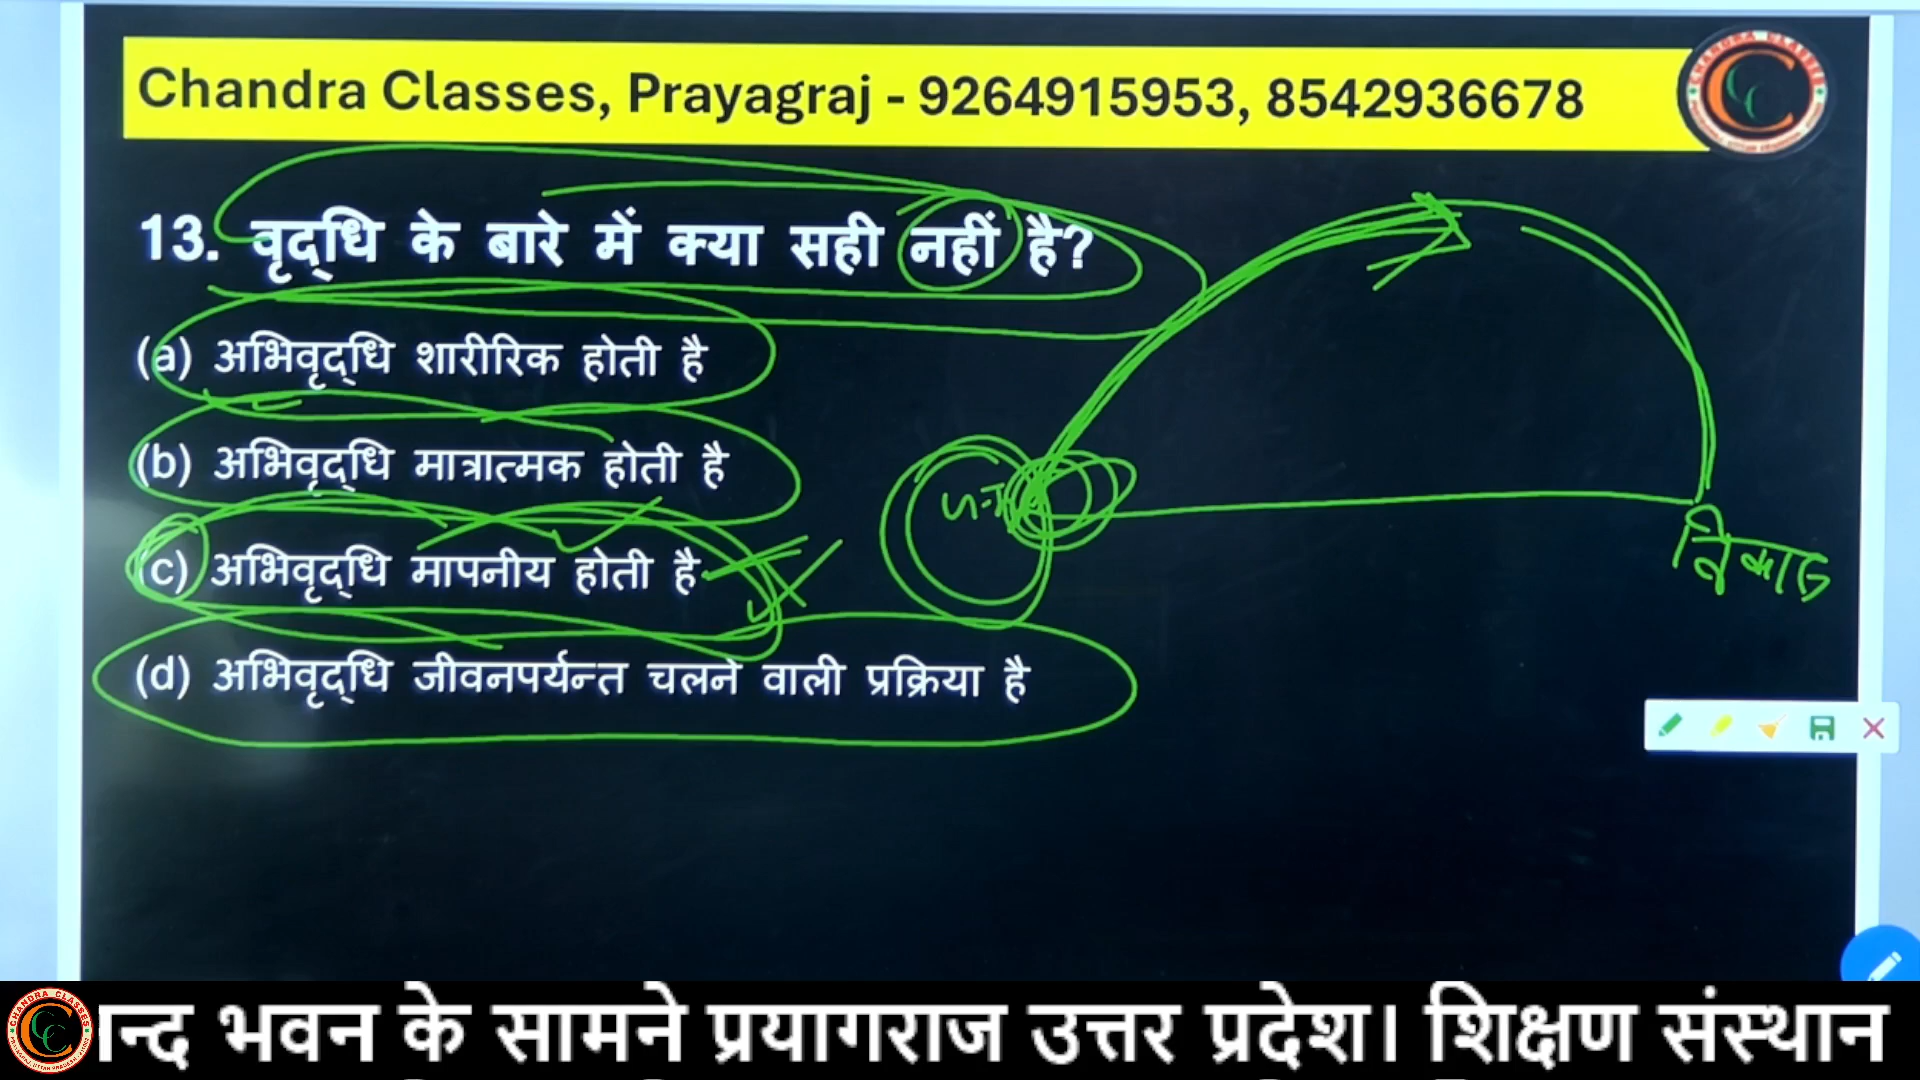 Chandra Classes, Prayagraj - 9264915953, 8542936678
13. वृद्धि के बारे में क्या सही नहीं है?
(a) अभिवृद्धि शारीरिक होती है
(b) अभिवृद्धि मात्रात्मक होती है
(c) अभिवृद्धि मापनीय होती है
(d) अभिवृद्धि जीवनपर्यन्त चलने वाली प्रक्रिया है
विकास
न्द भवन के सामने प्रयागराज उत्तर प्रदेश। शिक्षण संस्थान